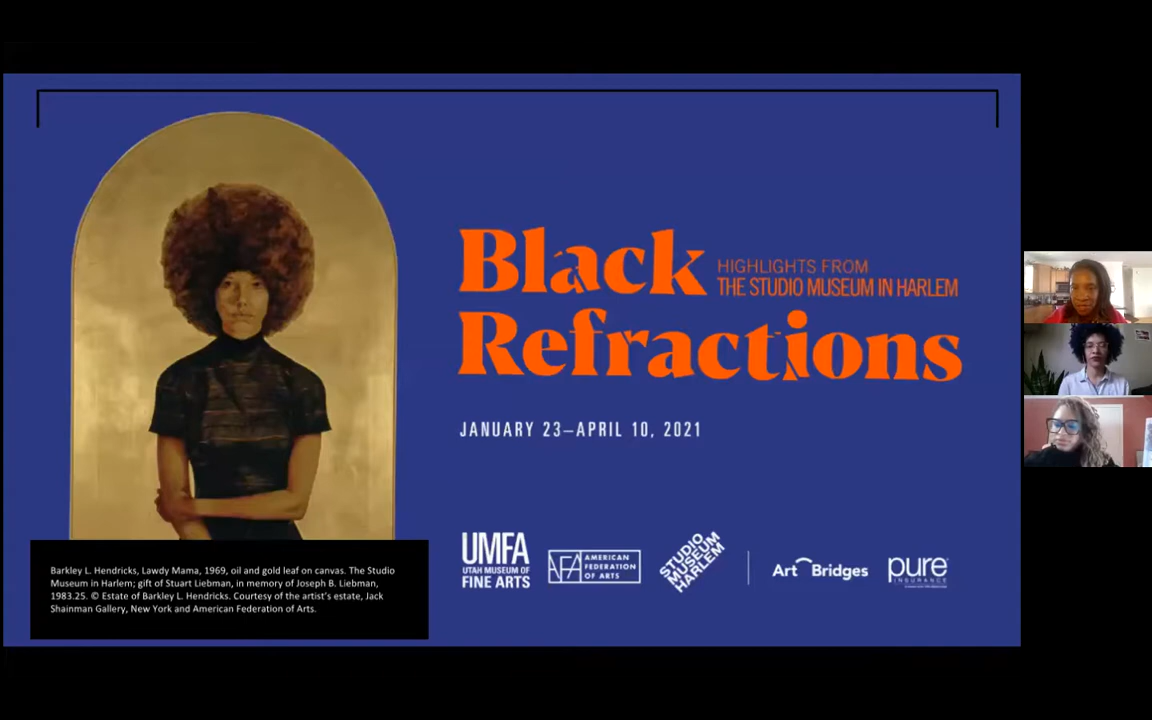 Black
HIGHLIGHTS FROM
THE STUDIO MUSEUM IN HARLEM
Refractions
JANUARY 23–APRIL 10, 2021
UMFA
UTAH MUSEUM OF
FINE ARTS
AFA
AMERICAN
FEDERATION
OF ARTS
STUDIO
MUSEUM
HARLEM
Art Bridges
pure
INSURANCE
Barkley L. Hendricks, Lawdy Mama, 1969, oil and gold leaf on canvas. The Studio
Museum in Harlem; gift of Stuart Liebman, in memory of Joseph B. Liebman,
1983.25. © Estate of Barkley L. Hendricks. Courtesy of the artist's estate, Jack
Shainman Gallery, New York and American Federation of Arts.